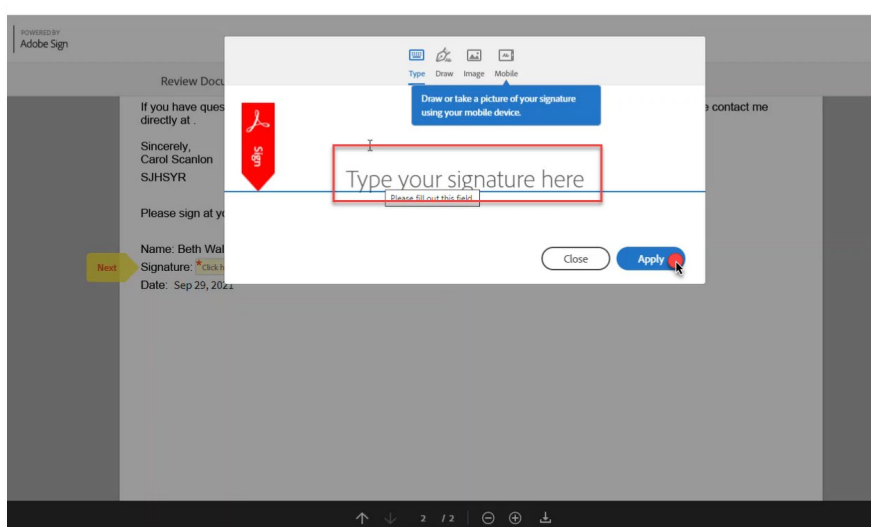 POWERED BY
Adobe Sign
Type Draw Image Mobile
Review Docu
Draw or take a picture of your signature
using your mobile device.
If you have ques
e contact me
directly at .
Sign
Sincerely,
Carol Scanlon
SJHSYR
Type your signature here
Please fill out this field.
Please sign at yo
Name: Beth Wal
Close Apply
Next
Signature: *Click h
Date: Sep 29, 2021
2 / 2